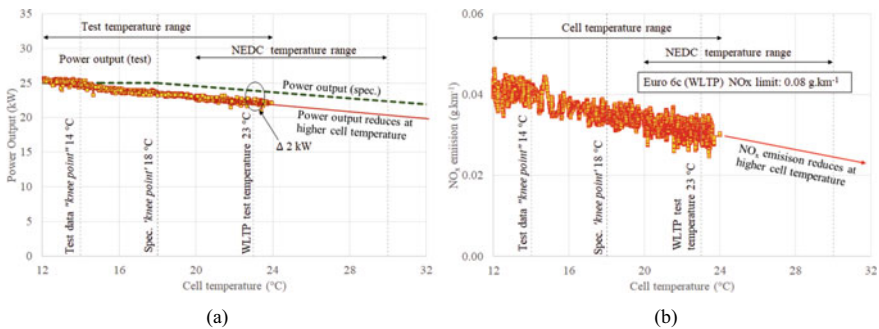 Test temperature range
Power output (test)
NEDC temperature range
Power output (spec.)
Power output reduces at
higher cell temperature
Δ 2 kW
Test data "knee point" 14 °C
Spec. 'knee point' 18 °C
WLTP test temperature 23 °C
Power Output (kW)
35
30
25
20
15
10
5
0
12
16
20
24
28
32
Cell temperature (°C)
(a)
Cell temperature range
NEDC temperature range
Euro 6c (WLTP) NOx limit: 0.08 g.km⁻¹
NOₓ emisison reduces at
higher cell temperature
Test data "knee point" 14 °C
Spec. 'knee point' 18 °C
WLTP test
temperature 23 °C
NOₓ emission (g.km⁻¹)
0.06
0.04
0.02
0.00
12
16
20
24
28
32
Cell temperature (°C)
(b)